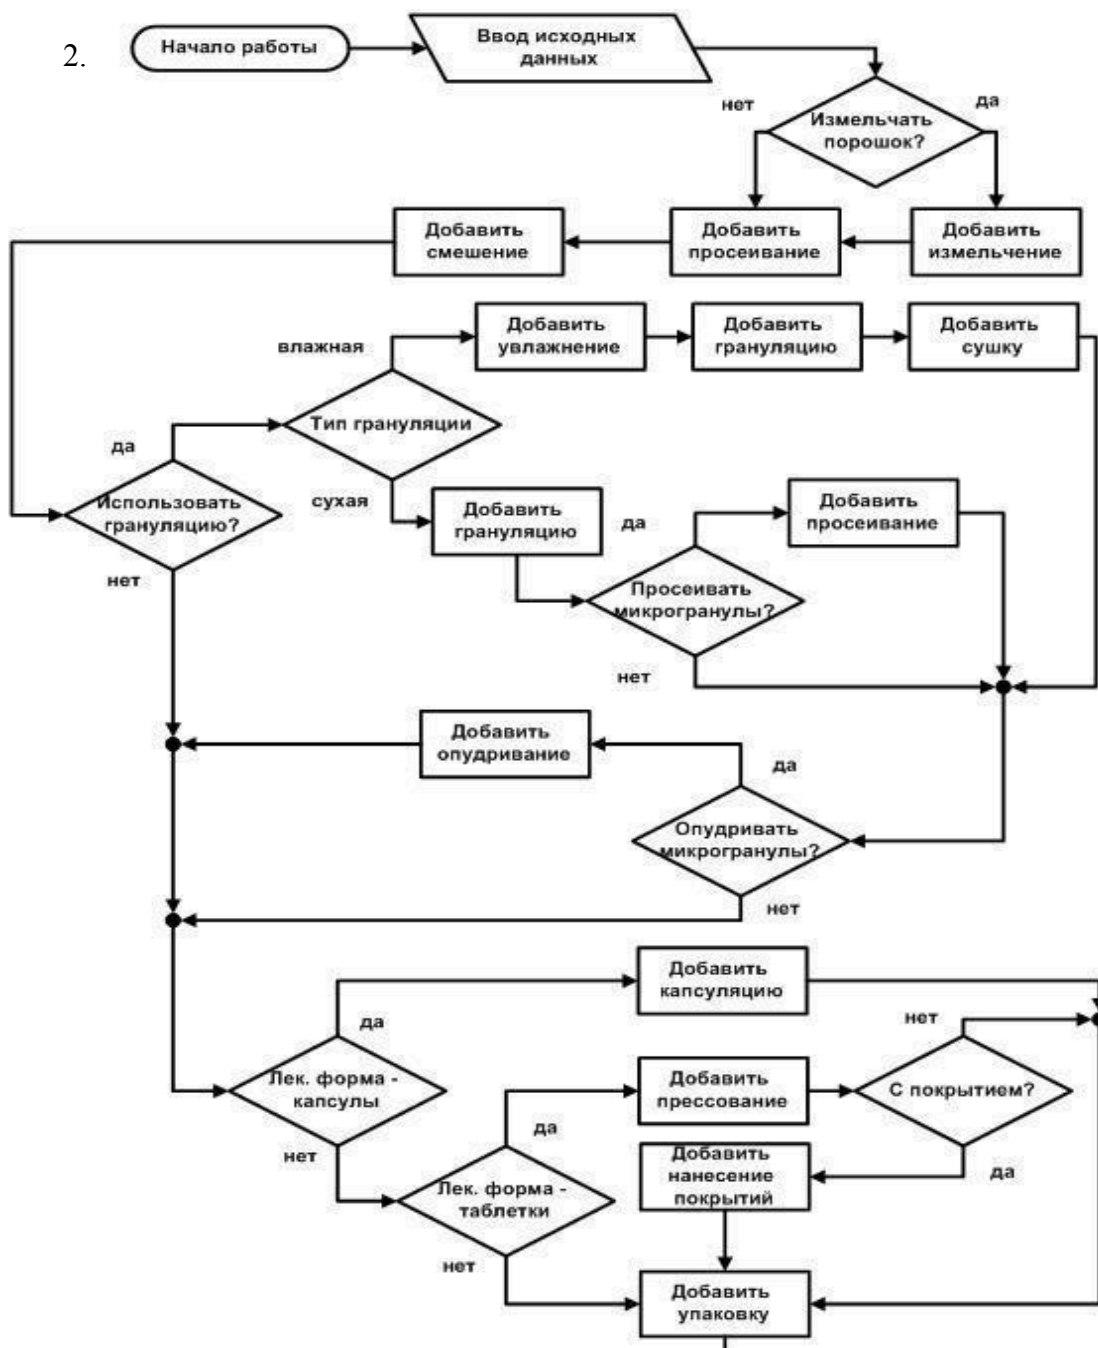 2.
Начало работы
Ввод исходных
данных
нет
да
Измельчать
порошок?
Добавить
смешение
Добавить
просеивание
Добавить
измельчение
Добавить
увлажнение
Добавить
грануляцию
Добавить
сушку
влажная
Тип грануляции
да
Использовать
грануляцию?
сухая
Добавить
грануляцию
да
Добавить
просеивание
нет
Просеивать
микрогранулы?
нет
Добавить
опудривание
да
Опудривать
микрогранулы?
нет
Добавить
капсуляцию
да
нет
Лек. форма -
капсулы
Добавить
прессование
С покрытием?
да
нет
Добавить
нанесение
покрытий
да
Лек. форма -
таблетки
нет
Добавить
упаковку